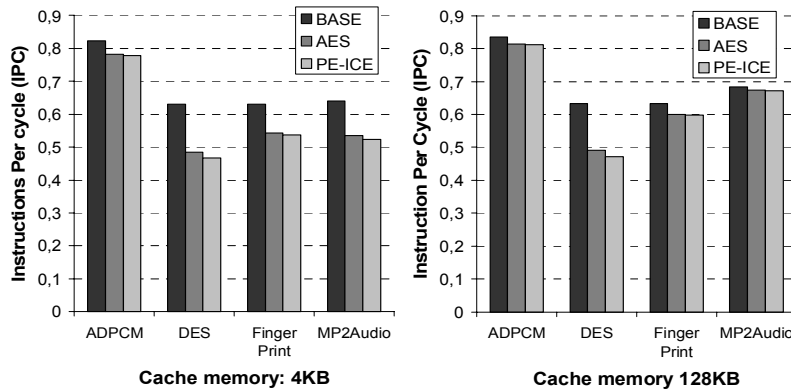 Instructions Per cycle (IPC)
0,9
0,8
0,7
0,6
0,5
0,4
0,3
0,2
0,1
0
BASE
AES
PE-ICE
ADPCM
DES
Finger
Print
MP2Audio
Cache memory: 4KB
Instruction Per Cycle (IPC)
0,9
0,8
0,7
0,6
0,5
0,4
0,3
0,2
0,1
0
BASE
AES
PE-ICE
ADPCM
DES
Finger
Print
MP2Audio
Cache memory 128KB